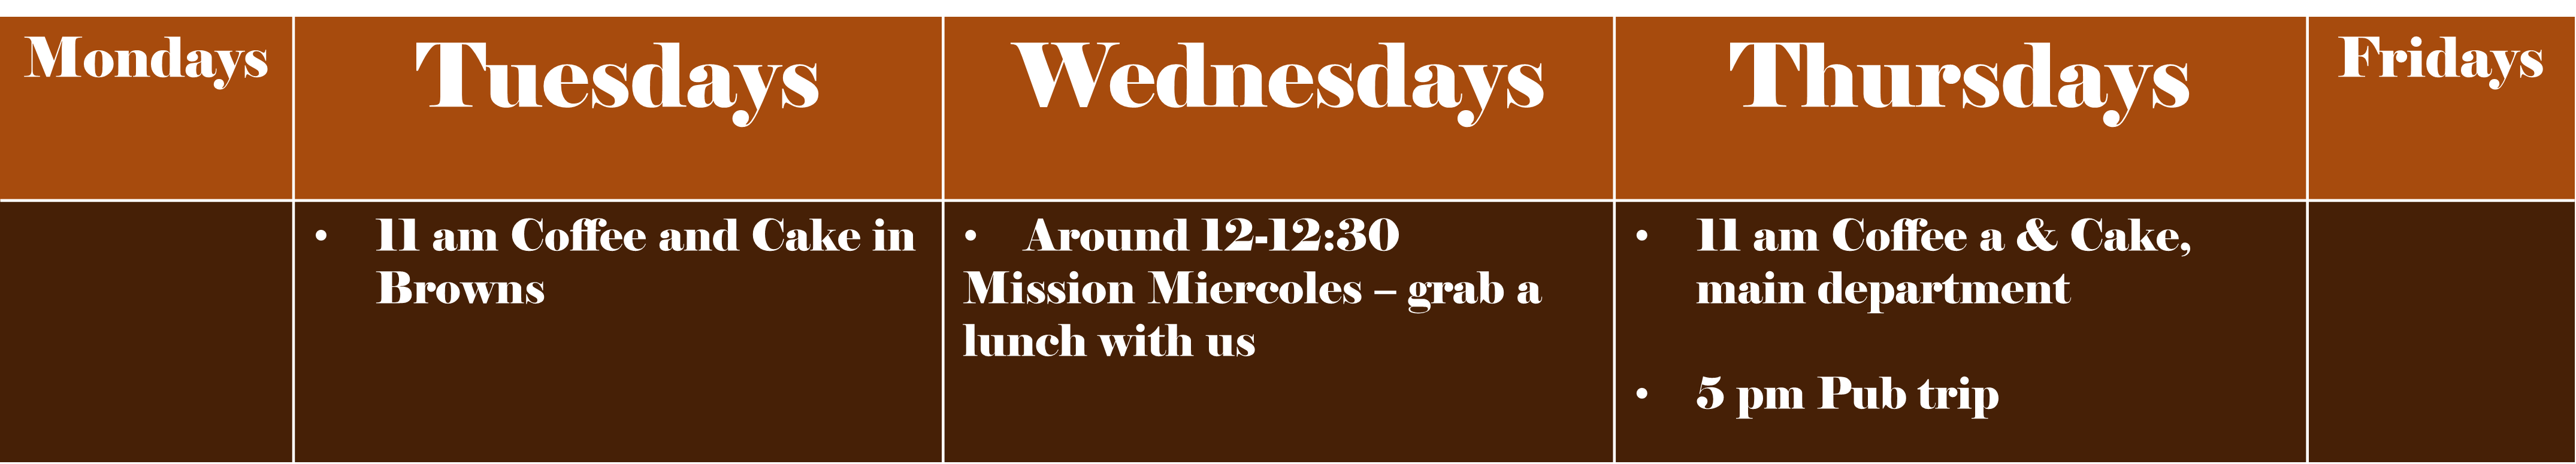 Mondays
Tuesdays
Wednesdays
Thursdays
Fridays
• 11 am Coffee and Cake in
Browns
• Around 12-12:30
Mission Miercoles – grab a
lunch with us
• 11 am Coffee a & Cake,
main department
• 5 pm Pub trip